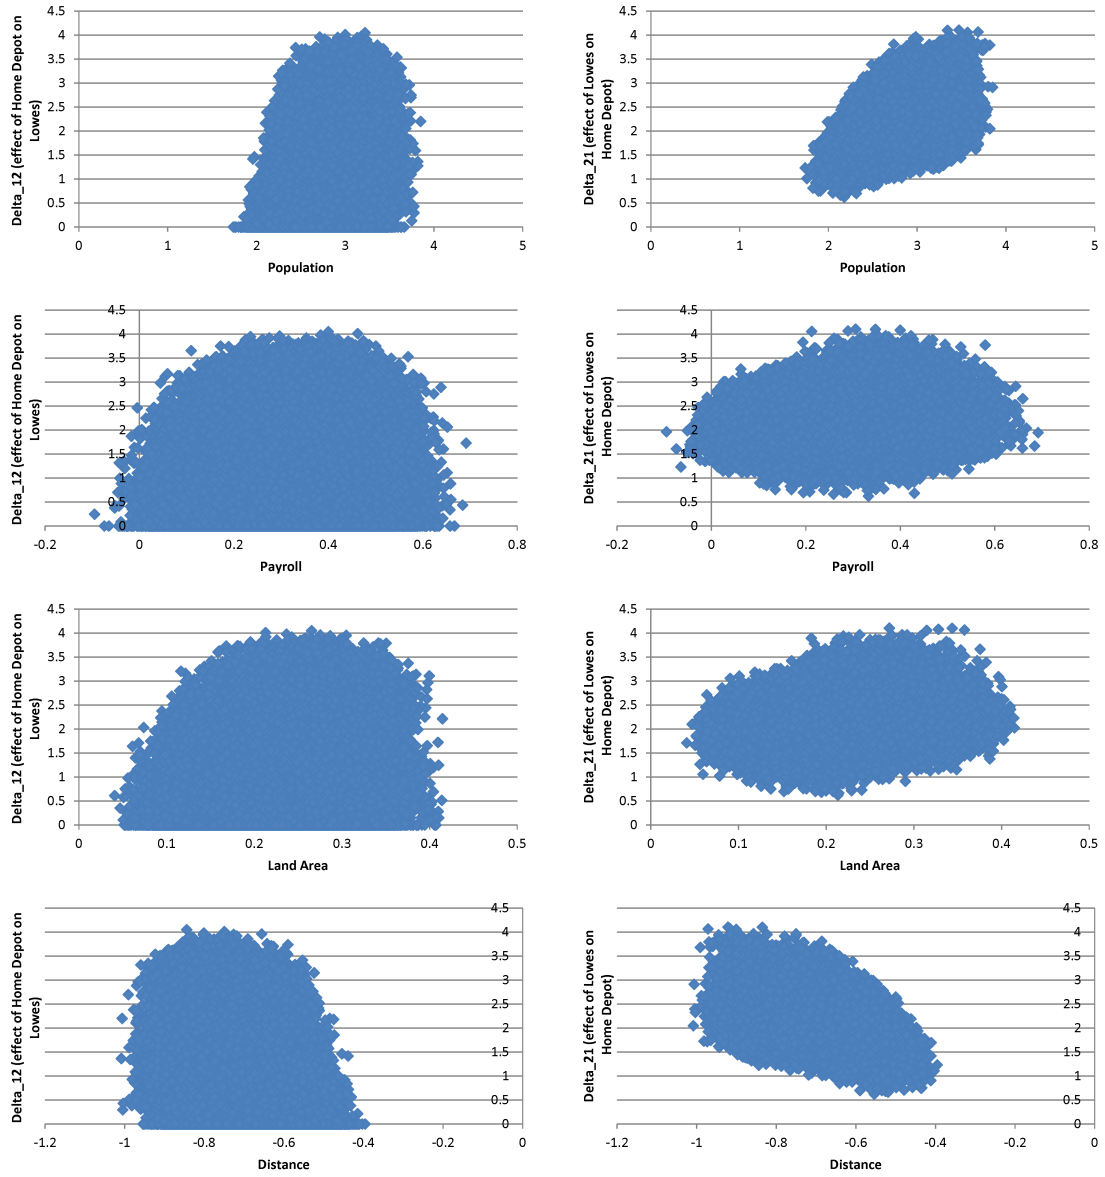 Delta_12 (effect of Home Depot on
Lowes)
4.5
4
3.5
3
2.5
2
1.5
1
0.5
0
0 1 2 3 4 5
Population
Delta_21 (effect of Lowes on
Home Depot)
4.5
4
3.5
3
2.5
2
1.5
1
0.5
0
0 1 2 3 4 5
Population
Delta_12 (effect of Home Depot on
Lowes)
4.5
4
3.5
3
2.5
2
1.5
1
0.5
0
-0.2 0 0.2 0.4 0.6 0.8
Payroll
Delta_21 (effect of Lowes on
Home Depot)
4.5
4
3.5
3
2.5
2
1.5
1
0.5
0
-0.2 0 0.2 0.4 0.6 0.8
Payroll
Delta_12 (effect of Home Depot on
Lowes)
4.5
4
3.5
3
2.5
2
1.5
1
0.5
0
0 0.1 0.2 0.3 0.4 0.5
Land Area
Delta_21 (effect of Lowes on
Home Depot)
4.5
4
3.5
3
2.5
2
1.5
1
0.5
0
0 0.1 0.2 0.3 0.4 0.5
Land Area
Delta_12 (effect of Home Depot on
Lowes)
4.5
4
3.5
3
2.5
2
1.5
1
0.5
0
-1.2 -1 -0.8 -0.6 -0.4 -0.2 0
Distance
Delta_21 (effect of Lowes on
Home Depot)
4.5
4
3.5
3
2.5
2
1.5
1
0.5
0
-1.2 -1 -0.8 -0.6 -0.4 -0.2 0
Distance